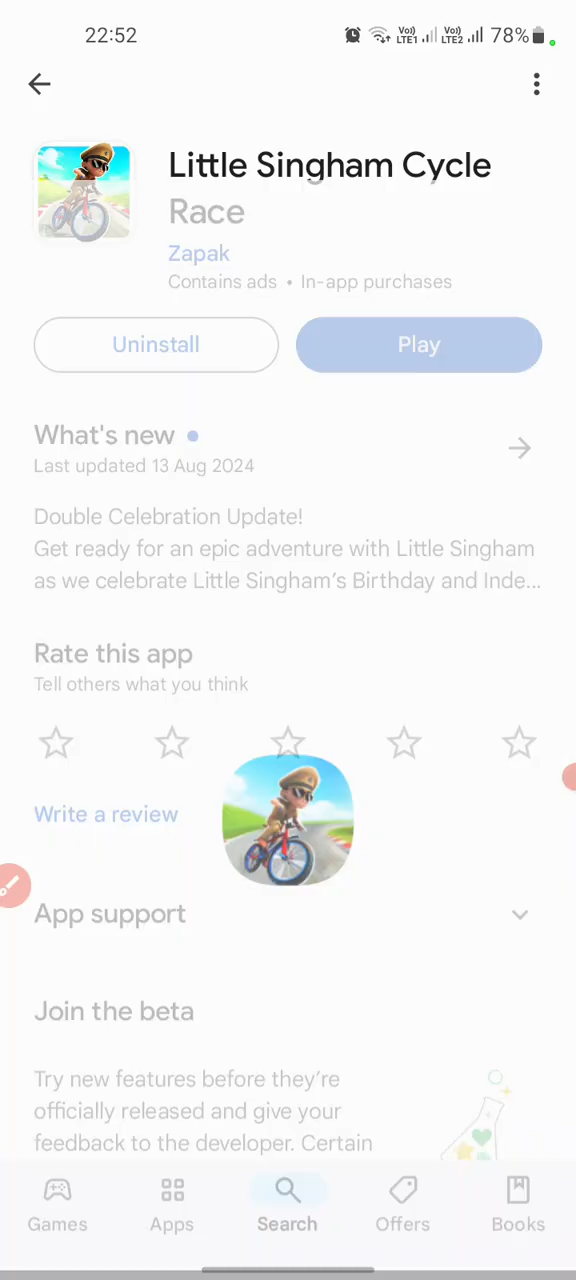 22:52
Vo) LTE1 Vo) LTE2 78%
Little Singham Cycle
Race
Zapak
Contains ads • In-app purchases
Uninstall
Play
What's new
Last updated 13 Aug 2024
Double Celebration Update!
Get ready for an epic adventure with Little Singham
as we celebrate Little Singham's Birthday and Inde...
Rate this app
Tell others what you think
Write a review
App support
Join the beta
Try new features before they're
officially released and give your
feedback to the developer. Certain
Games Apps Search Offers Books